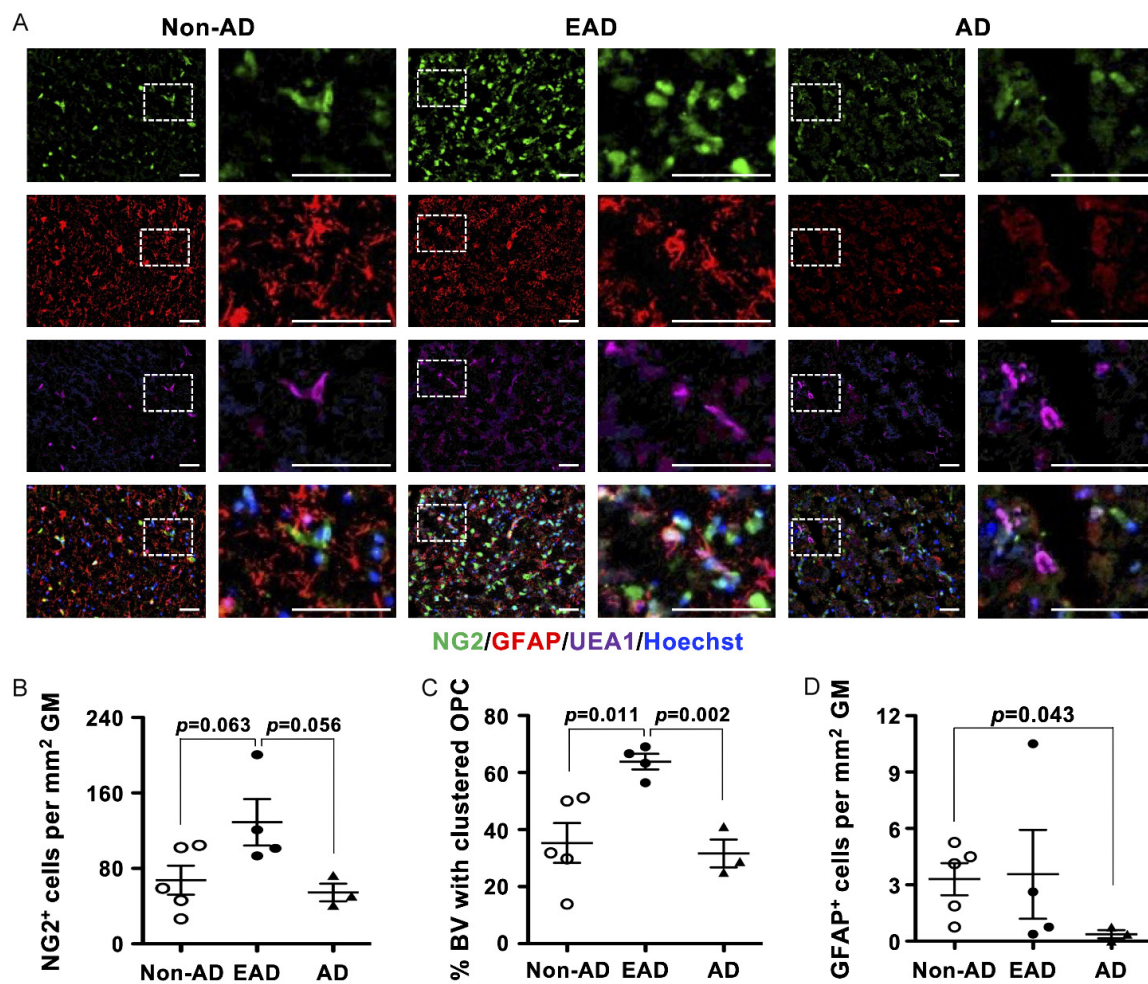 A
Non-AD EAD AD
NG2/GFAP/UEA1/Hoechst
B
NG2⁺ cells per mm² GM
240
160
80
0
p=0.063 p=0.056
Non-AD EAD AD
C
% BV with clustered OPC
80
60
40
20
0
p=0.011 p=0.002
Non-AD EAD AD
D
GFAP⁺ cells per mm² GM
12
9
6
3
0
p=0.043
Non-AD EAD AD